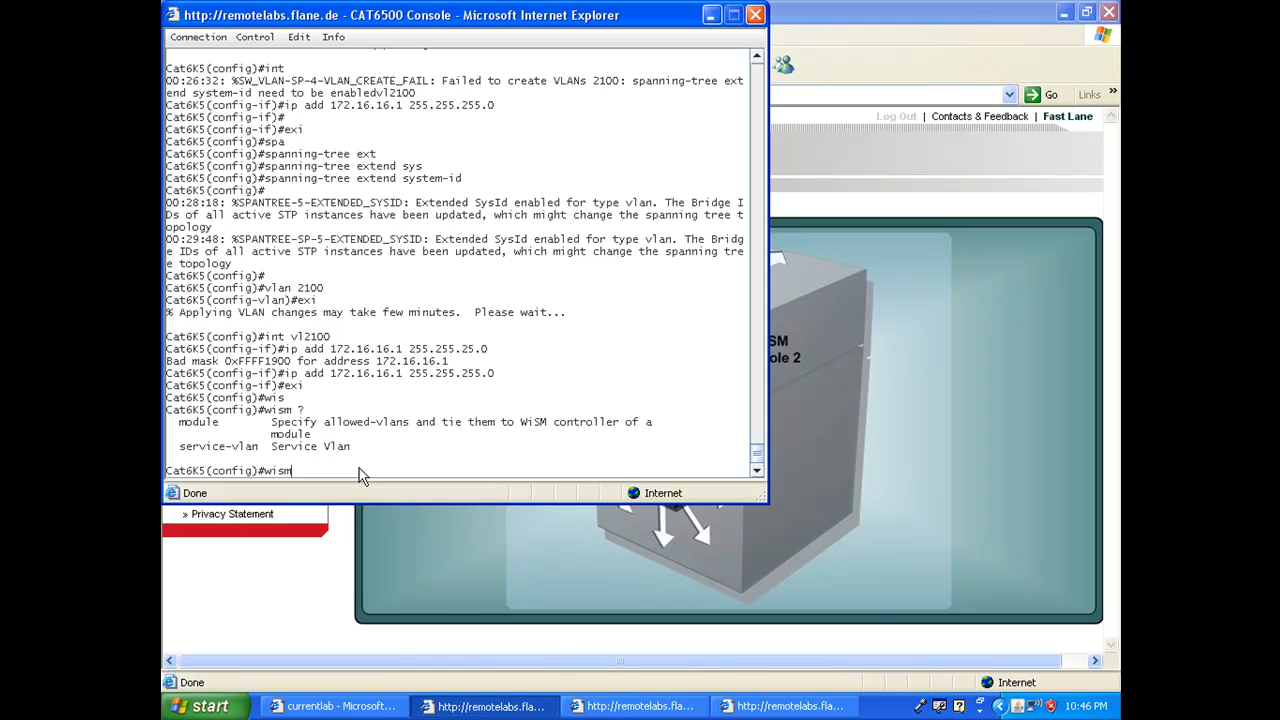 http://remotelabs.flane.de - CAT6500 Console - Microsoft Internet Explorer
Connection Control Edit Info
Cat6K5(config)#int
00:26:32: %SW_VLAN-SP-4-VLAN_CREATE_FAIL: Failed to create VLANs 2100: spanning-tree ext
end system-id need to be enabledvl2100
Cat6K5(config-if)#ip add 172.16.16.1 255.255.255.0
Cat6K5(config-if)#
Cat6K5(config-if)#exi
Cat6K5(config)#spa
Cat6K5(config)#spanning-tree ext
Cat6K5(config)#spanning-tree extend sys
Cat6K5(config)#spanning-tree extend system-id
Cat6K5(config)#
00:28:18: %SPANTREE-5-EXTENDED_SYSID: Extended SysId enabled for type vlan. The Bridge I
Ds of all active STP instances have been updated, which might change the spanning tree t
opology
00:29:48: %SPANTREE-SP-5-EXTENDED_SYSID: Extended SysId enabled for type vlan. The Bridg
e IDs of all active STP instances have been updated, which might change the spanning tre
e topology
Cat6K5(config)#
Cat6K5(config)#vlan 2100
Cat6K5(config-vlan)#exi
% Applying VLAN changes may take few minutes.  Please wait...
Cat6K5(config)#int vl2100
Cat6K5(config-if)#ip add 172.16.16.1 255.255.25.0
Bad mask 0xFFFF1900 for address 172.16.16.1
Cat6K5(config-if)#ip add 172.16.16.1 255.255.255.0
Cat6K5(config-if)#exi
Cat6K5(config)#wis
Cat6K5(config)#wism ?
module Specify allowed-vlans and tie them to WiSM controller of a
module
service-vlan Service Vlan
Cat6K5(config)#wism
Done Internet
Go Links »
Log Out | Contacts & Feedback | Fast Lane
SM
ole 2
» Privacy Statement
Done Internet
start currentlab - Microsoft... http://remotelabs.fla... http://remotelabs.fla... http://remotelabs.fla... 10:46 PM